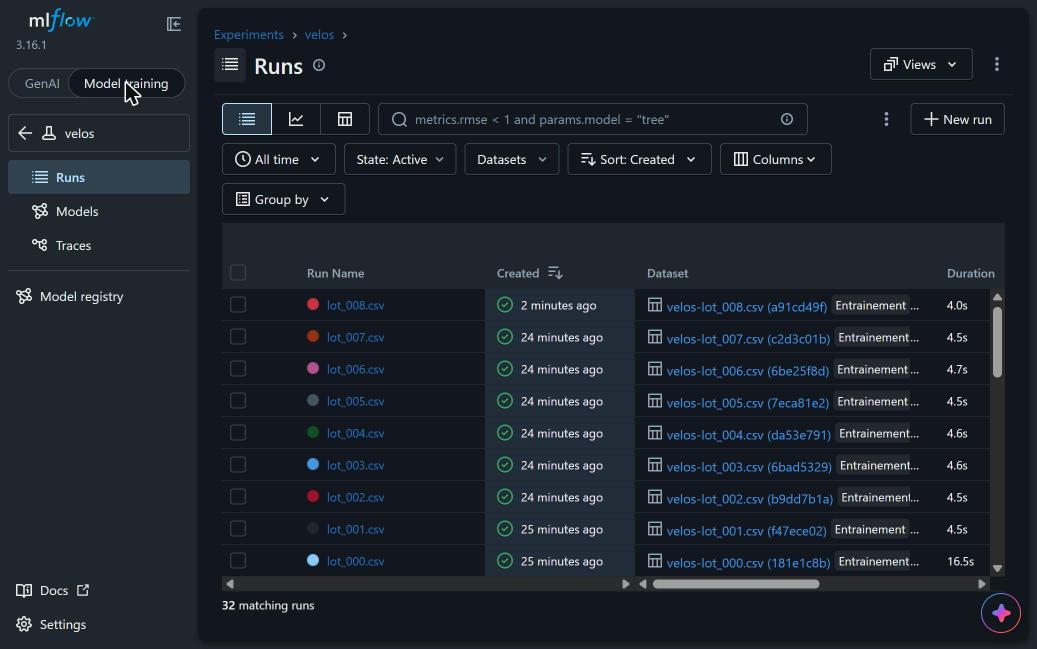 mlflow
3.16.1
GenAI Model training
velos
Runs
Models
Traces
Model registry
Docs
Settings
Experiments > velos >
Runs
Views
metrics.rmse < 1 and params.model = "tree"
New run
All time State: Active Datasets Sort: Created Columns
Group by
Run Name Created Dataset Duration
lot_008.csv 2 minutes ago velos-lot_008.csv (a91cd49f) Entrainement ... 4.0s
lot_007.csv 24 minutes ago velos-lot_007.csv (c2d3c01b) Entrainement... 4.5s
lot_006.csv 24 minutes ago velos-lot_006.csv (6be25f8d) Entrainement... 4.7s
lot_005.csv 24 minutes ago velos-lot_005.csv (7eca81e2) Entrainement... 4.5s
lot_004.csv 24 minutes ago velos-lot_004.csv (da53e791) Entrainement... 4.6s
lot_003.csv 24 minutes ago velos-lot_003.csv (6bad5329) Entrainement... 4.6s
lot_002.csv 24 minutes ago velos-lot_002.csv (b9dd7b1a) Entrainement... 4.5s
lot_001.csv 25 minutes ago velos-lot_001.csv (f47ece02) Entrainement ... 4.5s
lot_000.csv 25 minutes ago velos-lot_000.csv (181e1c8b) Entrainement... 16.5s
32 matching runs